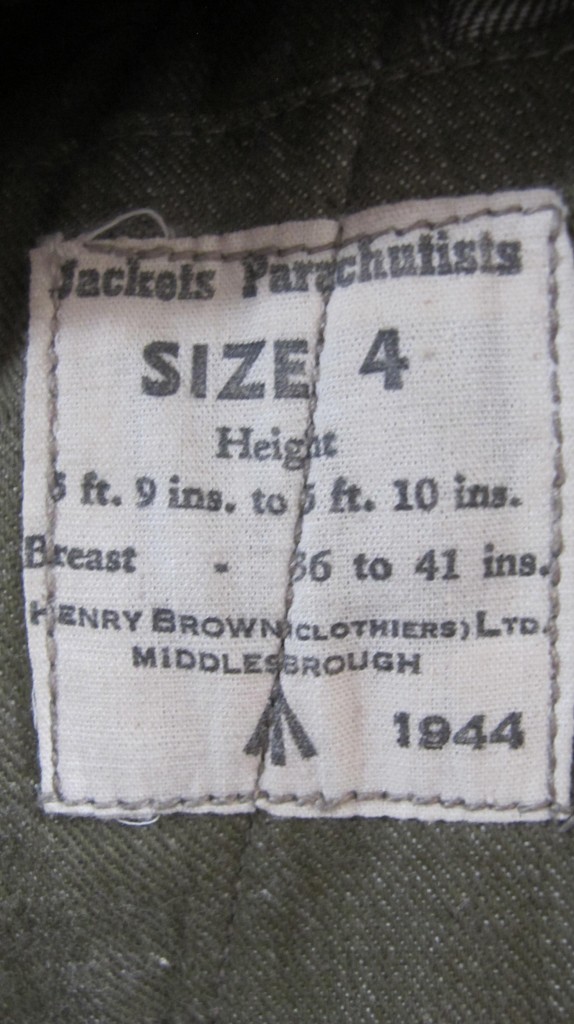 Jackets Parachutists
SIZE 4
Height
5 ft. 9 ins. to 5 ft. 10 ins.
Breast - 36 to 41 ins.
HENRY BROWN (CLOTHIERS) LTD.
MIDDLESBROUGH
1944